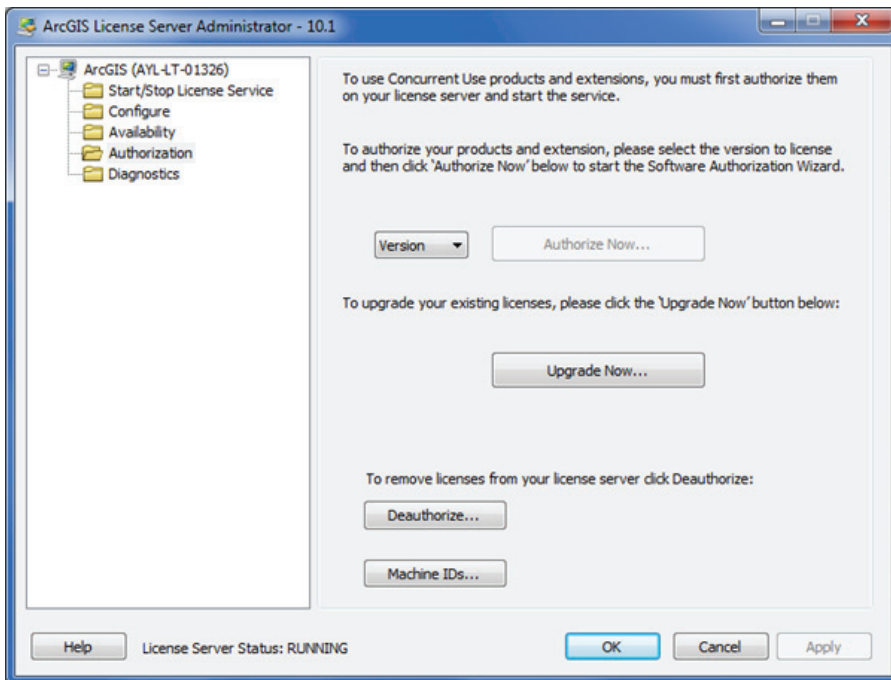 ArcGIS License Server Administrator - 10.1
ArcGIS (AYL-LT-01326)
Start/Stop License Service
Configure
Availability
Authorization
Diagnostics
To use Concurrent Use products and extensions, you must first authorize them
on your license server and start the service.
To authorize your products and extension, please select the version to license
and then click 'Authorize Now' below to start the Software Authorization Wizard.
Version
Authorize Now...
To upgrade your existing licenses, please click the 'Upgrade Now' button below:
Upgrade Now...
To remove licenses from your license server click Deauthorize:
Deauthorize...
Machine IDs...
Help
License Server Status: RUNNING
OK
Cancel
Apply